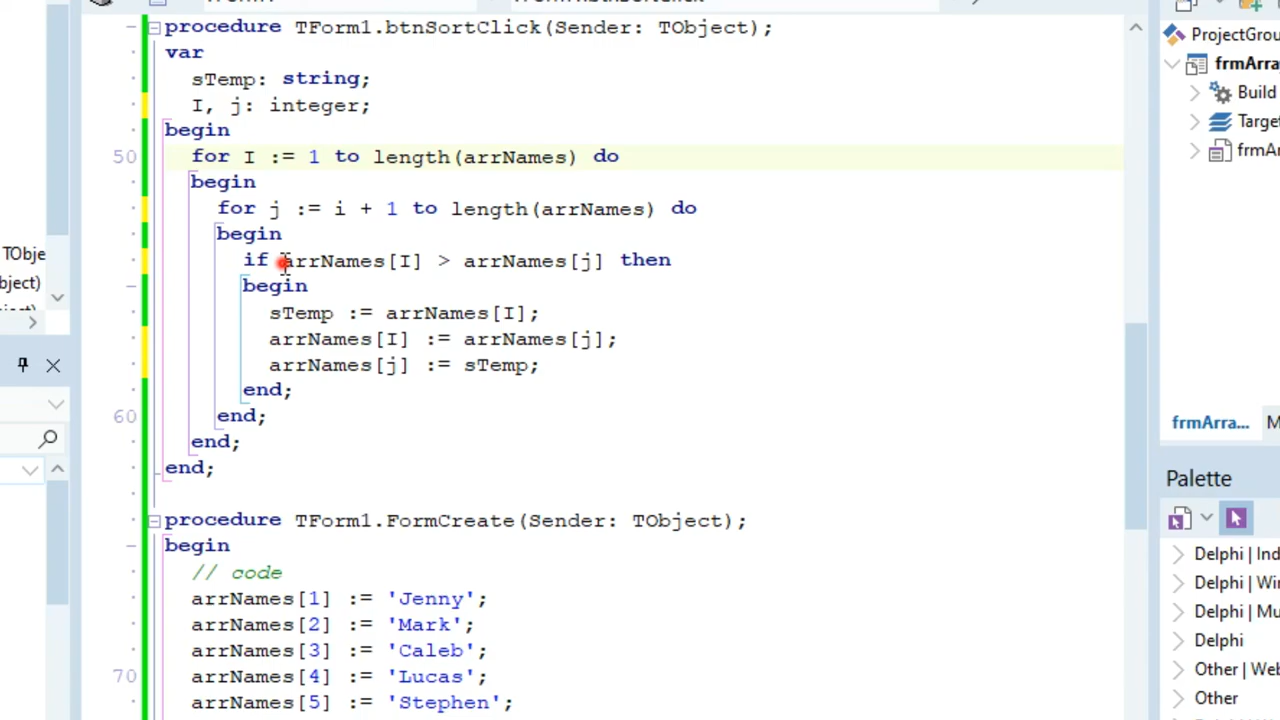 procedure TForm1.btnSortClick(Sender: TObject);
var
sTemp: string;
I, j: integer;
begin
50 for I := 1 to length(arrNames) do
begin
for j := i + 1 to length(arrNames) do
begin
if arrNames[I] > arrNames[j] then
begin
sTemp := arrNames[I];
arrNames[I] := arrNames[j];
arrNames[j] := sTemp;
end;
60 end;
end;
end;
procedure TForm1.FormCreate(Sender: TObject);
begin
// code
arrNames[1] := 'Jenny';
arrNames[2] := 'Mark';
arrNames[3] := 'Caleb';
70 arrNames[4] := 'Lucas';
arrNames[5] := 'Stephen';
TObje
ject)
ProjectGrou
frmArray
Build
Target
frmArr
frmArra...
M
Palette
Delphi | Ind
Delphi | Win
Delphi | Mu
Delphi
Other | Web
Other